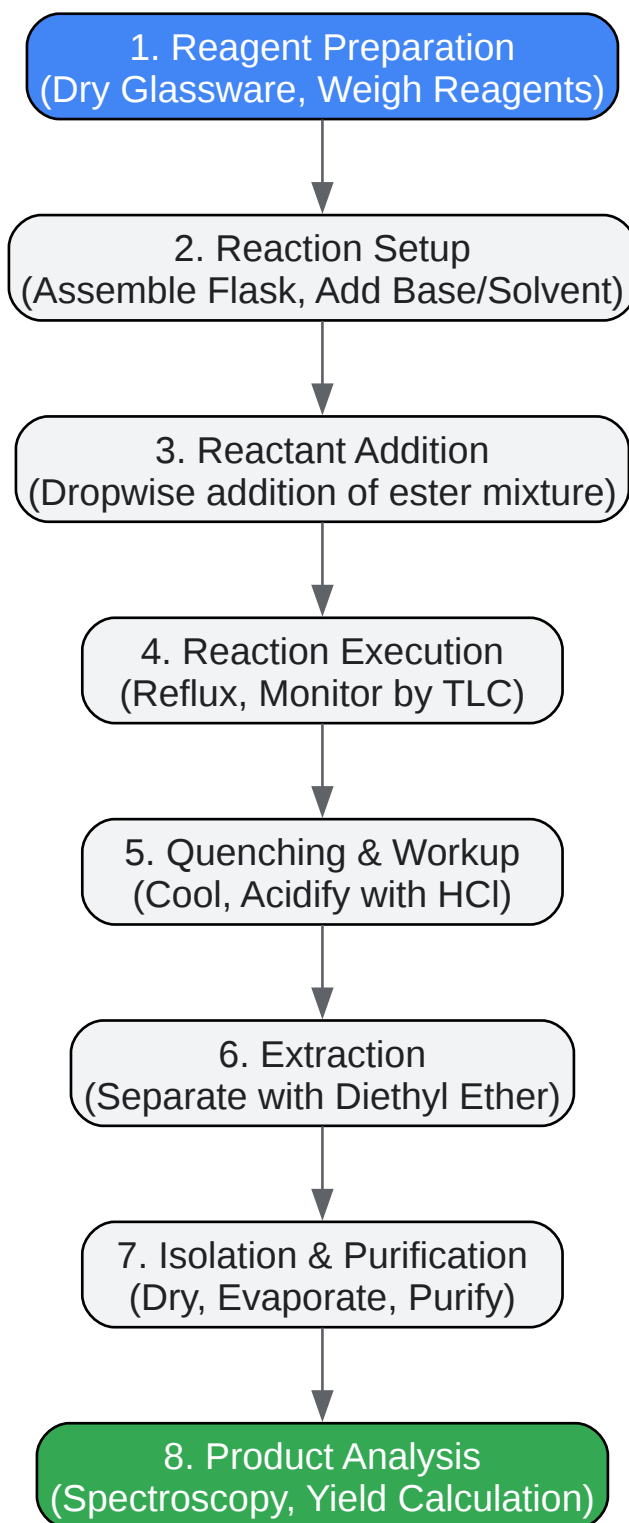 1. Reagent Preparation
(Dry Glassware, Weigh Reagents)
2. Reaction Setup
(Assemble Flask, Add Base/Solvent)
3. Reactant Addition
(Dropwise addition of ester mixture)
4. Reaction Execution
(Reflux, Monitor by TLC)
5. Quenching & Workup
(Cool, Acidify with HCl)
6. Extraction
(Separate with Diethyl Ether)
7. Isolation & Purification
(Dry, Evaporate, Purify)
8. Product Analysis
(Spectroscopy, Yield Calculation)